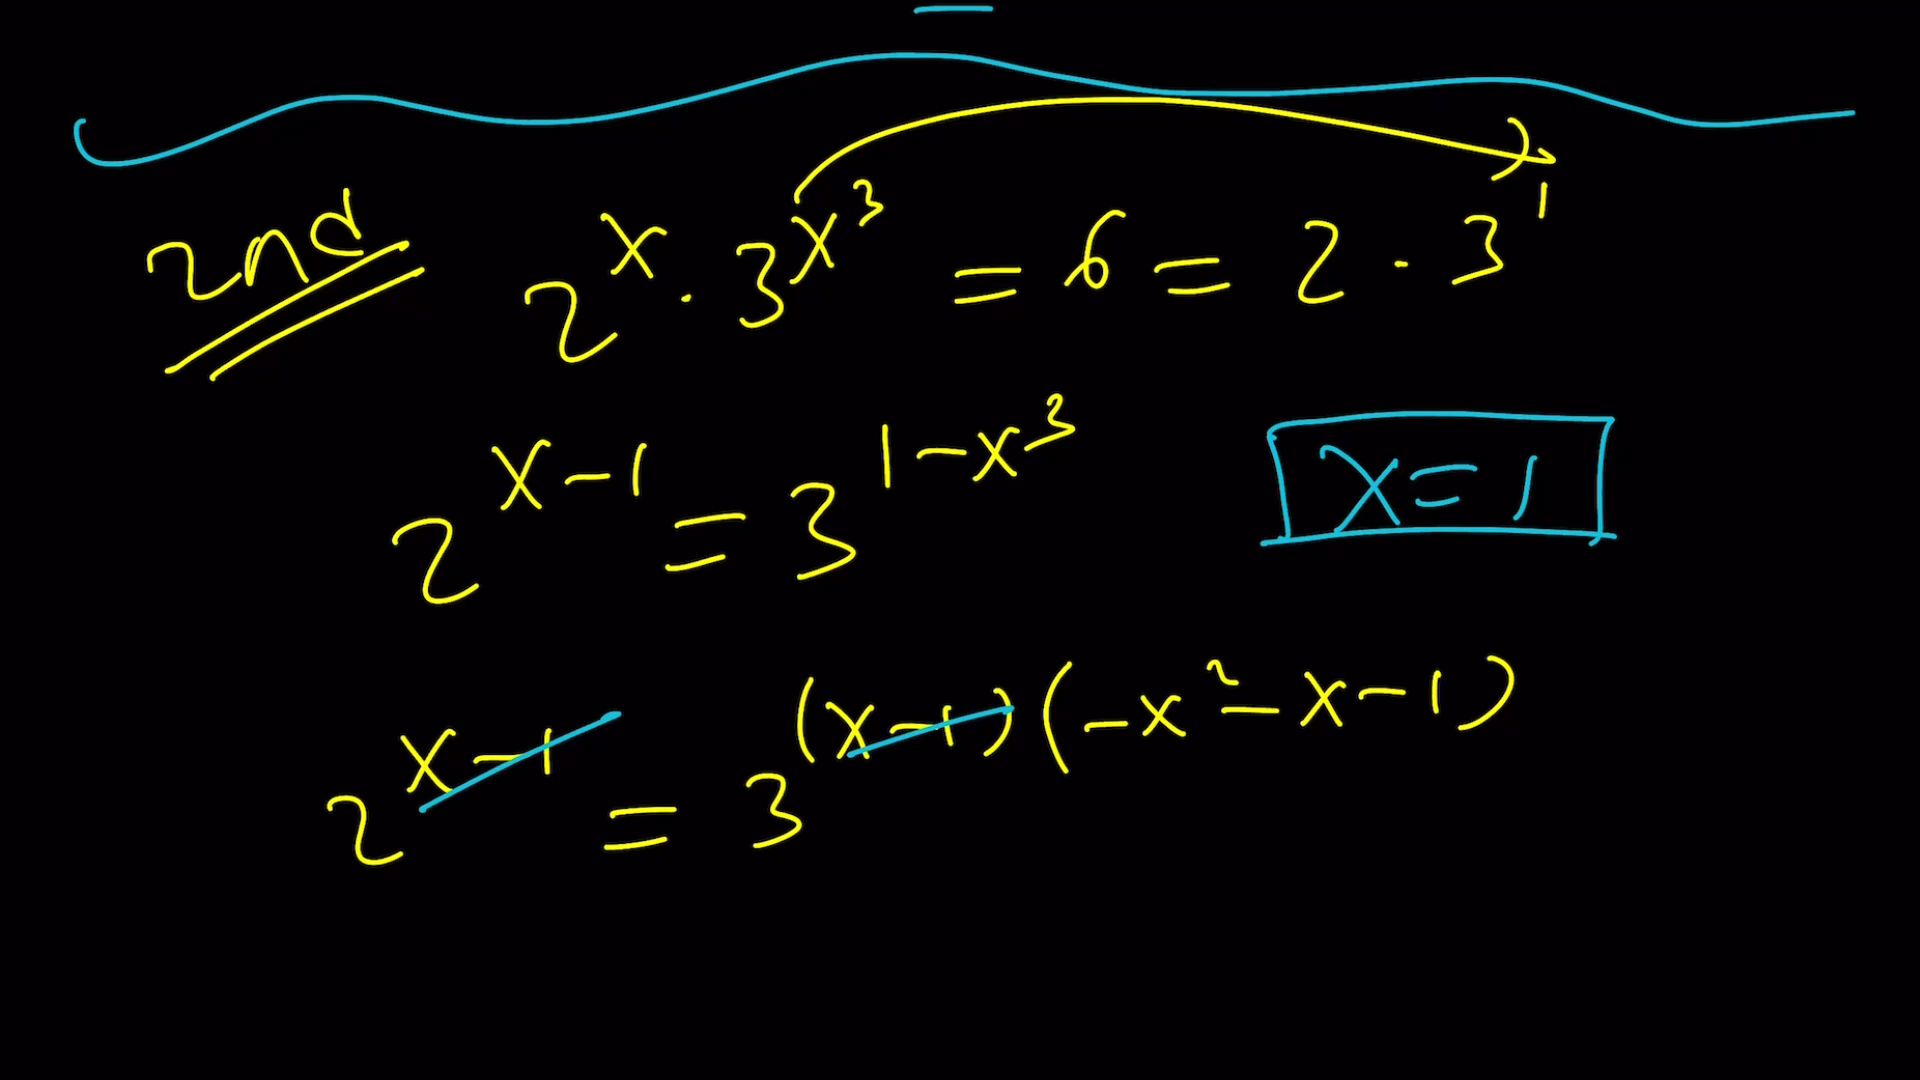 2nd 2^x · 3^{x^3} = 6 = 2 · 3^1
2^{x-1} = 3^{1-x^3}
x = 1
2^{x-1} = 3^{(x-1)(-x^2-x-1)}